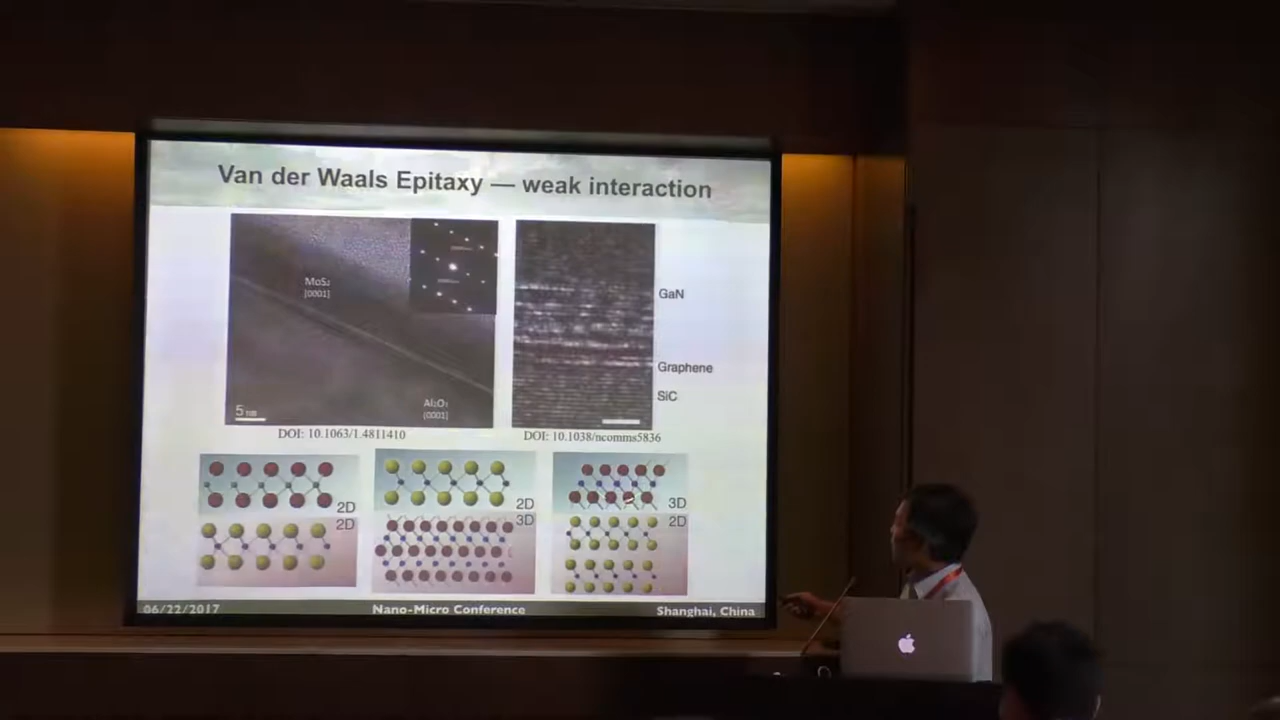 Van der Waals Epitaxy — weak interaction
MoS₂
[0001]
5 nm
Al₂O₃
[0001]
GaN
Graphene
SiC
DOI: 10.1063/1.4811410
DOI: 10.1038/ncomms5836
2D
2D
2D
3D
3D
2D
06/22/2017
Nano-Micro Conference
Shanghai, China